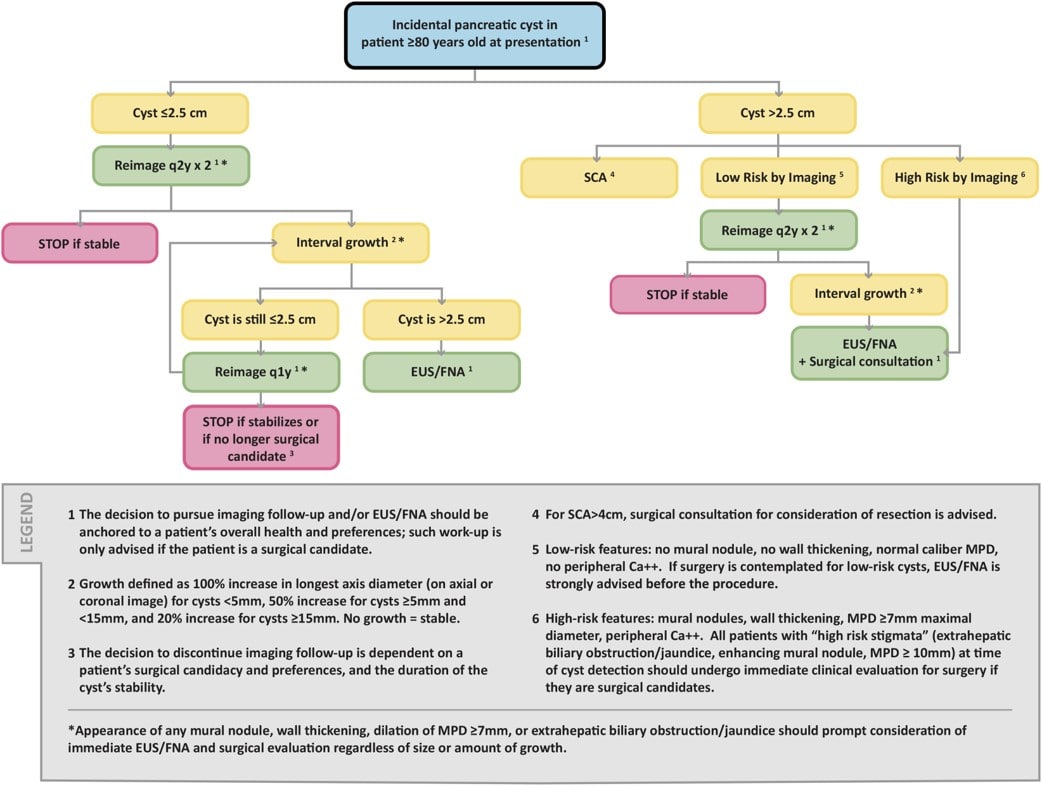 Incidental pancreatic cyst in
patient ≥80 years old at presentation 1
Cyst ≤2.5 cm
Cyst >2.5 cm
Reimage q2y x 2 1 *
SCA 4
Low Risk by Imaging 5
High Risk by Imaging 6
STOP if stable
Interval growth 2 *
Reimage q2y x 2 1 *
STOP if stable
Interval growth 2 *
Cyst is still ≤2.5 cm
Cyst is >2.5 cm
EUS/FNA
+ Surgical consultation 1
Reimage q1y 1 *
EUS/FNA 1
STOP if stabilizes or
if no longer surgical
candidate 3
LEGEND
1 The decision to pursue imaging follow-up and/or EUS/FNA should be
anchored to a patient's overall health and preferences; such work-up is
only advised if the patient is a surgical candidate.
2 Growth defined as 100% increase in longest axis diameter (on axial or
coronal image) for cysts <5mm, 50% increase for cysts ≥5mm and
<15mm, and 20% increase for cysts ≥15mm. No growth = stable.
3 The decision to discontinue imaging follow-up is dependent on a
patient's surgical candidacy and preferences, and the duration of the
cyst's stability.
4 For SCA>4cm, surgical consultation for consideration of resection is advised.
5 Low-risk features: no mural nodule, no wall thickening, normal caliber MPD,
no peripheral Ca++. If surgery is contemplated for low-risk cysts, EUS/FNA is
strongly advised before the procedure.
6 High-risk features: mural nodules, wall thickening, MPD ≥7mm maximal
diameter, peripheral Ca++. All patients with “high risk stigmata” (extrahepatic
biliary obstruction/jaundice, enhancing mural nodule, MPD ≥ 10mm) at time
of cyst detection should undergo immediate clinical evaluation for surgery if
they are surgical candidates.
*Appearance of any mural nodule, wall thickening, dilation of MPD ≥7mm, or extrahepatic biliary obstruction/jaundice should prompt consideration of
immediate EUS/FNA and surgical evaluation regardless of size or amount of growth.